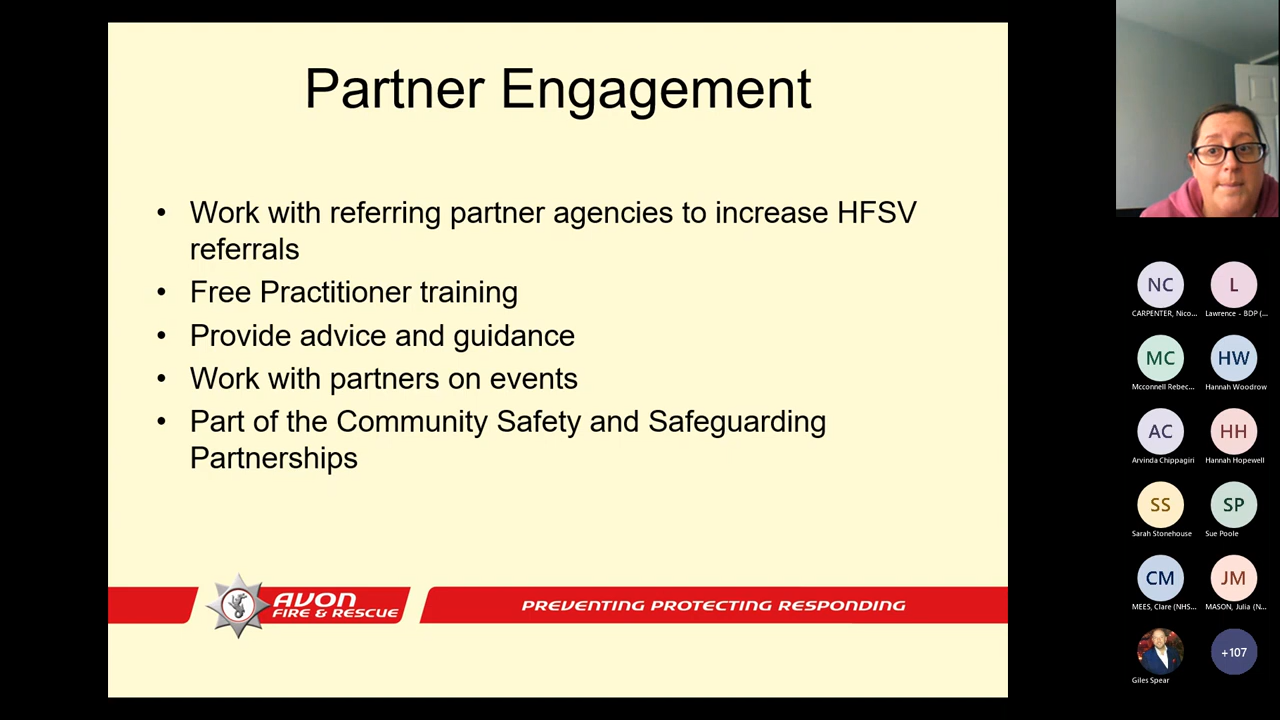 Partner Engagement
• Work with referring partner agencies to increase HFSV
referrals
• Free Practitioner training
• Provide advice and guidance
• Work with partners on events
• Part of the Community Safety and Safeguarding
Partnerships
AVON
FIRE & RESCUE
PREVENTING PROTECTING RESPONDING
NC
L
CARPENTER, Nico...
Lawrence - BDP (...
MC
HW
Mcconnell Rebec...
Hannah Woodrow
AC
HH
Arvinda Chippagiri
Hannah Hopewell
SS
SP
Sarah Stonehouse
Sue Poole
CM
JM
MEES, Clare (NHS...
MASON, Julia (N...
+107
Giles Spear